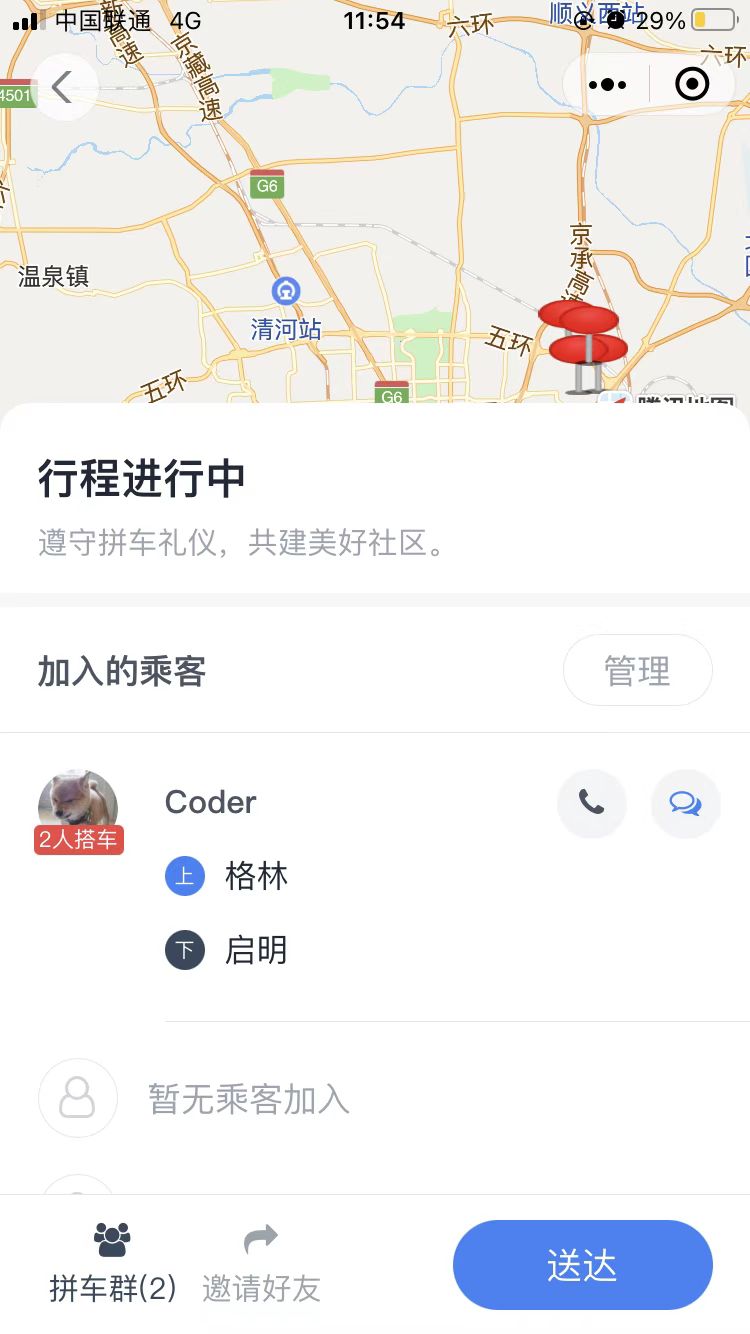 中国联通 4G
11:54
29%
顺义西站
六环
六环
京藏高速
高速
4501
G6
温泉镇
京承高速
清河站
五环
五环
G6
腾讯地图
行程进行中
遵守拼车礼仪，共建美好社区。
加入的乘客
管理
Coder
2人搭车
上 格林
下 启明
暂无乘客加入
拼车群(2)
邀请好友
送达